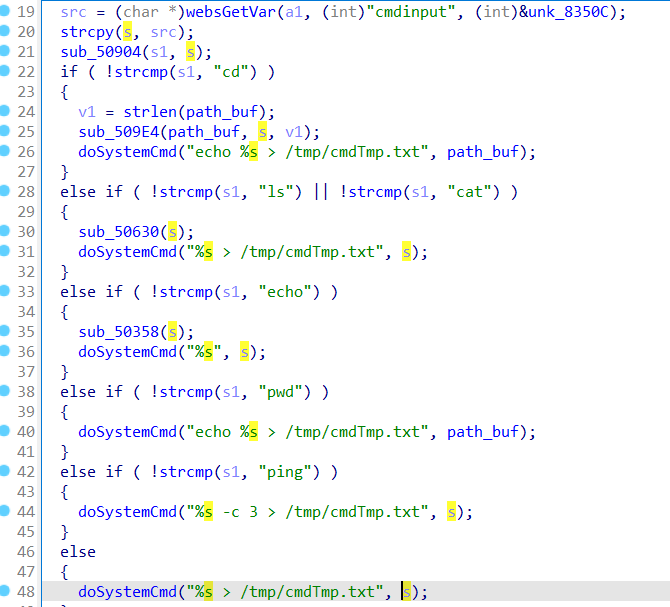 19 src = (char *)websGetVar(a1, (int)"cmdinput", (int)&unk_8350C);
20 strcpy(s, src);
21 sub_50904(s1, s);
22 if ( !strcmp(s1, "cd") )
23 {
24 v1 = strlen(path_buf);
25 sub_509E4(path_buf, s, v1);
26 doSystemCmd("echo %s > /tmp/cmdTmp.txt", path_buf);
27 }
28 else if ( !strcmp(s1, "ls") || !strcmp(s1, "cat") )
29 {
30 sub_50630(s);
31 doSystemCmd("%s > /tmp/cmdTmp.txt", s);
32 }
33 else if ( !strcmp(s1, "echo") )
34 {
35 sub_50358(s);
36 doSystemCmd("%s", s);
37 }
38 else if ( !strcmp(s1, "pwd") )
39 {
40 doSystemCmd("echo %s > /tmp/cmdTmp.txt", path_buf);
41 }
42 else if ( !strcmp(s1, "ping") )
43 {
44 doSystemCmd("%s -c 3 > /tmp/cmdTmp.txt", s);
45 }
46 else
47 {
48 doSystemCmd("%s > /tmp/cmdTmp.txt", s);